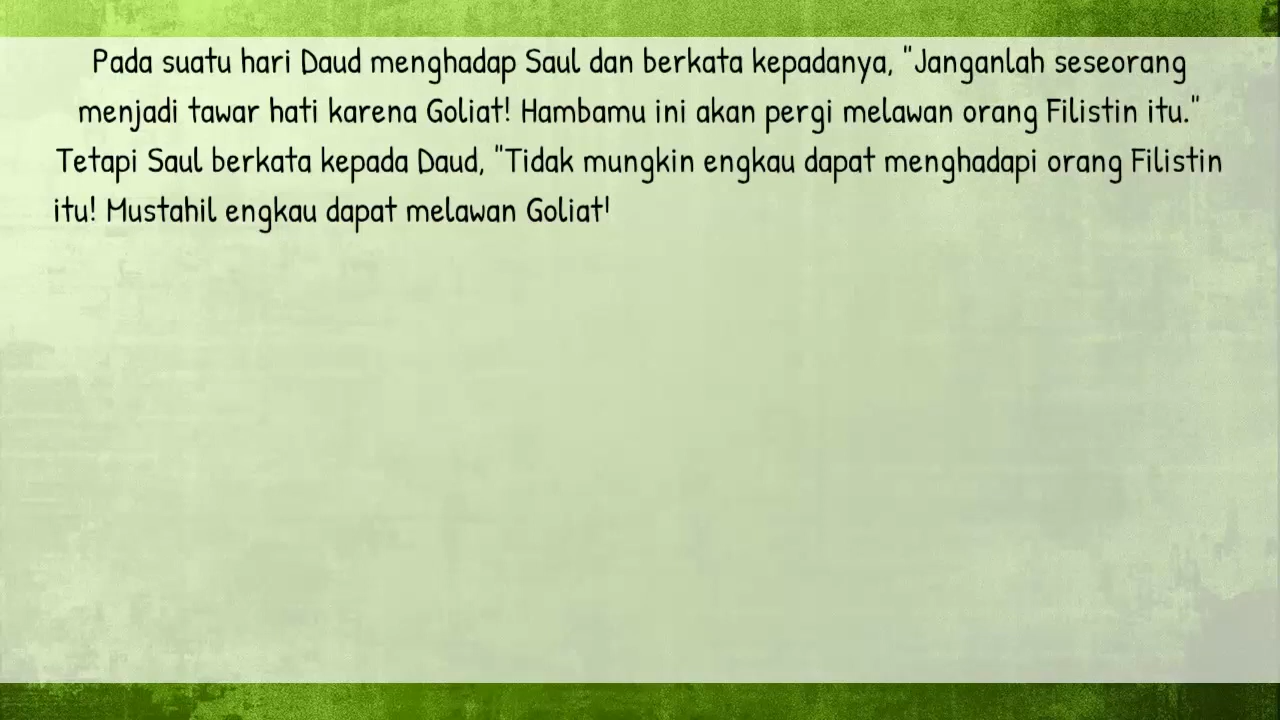 Pada suatu hari Daud menghadap Saul dan berkata kepadanya, "Janganlah seseorang
menjadi tawar hati karena Goliat! Hambamu ini akan pergi melawan orang Filistin itu."
Tetapi Saul berkata kepada Daud, "Tidak mungkin engkau dapat menghadapi orang Filistin
itu! Mustahil engkau dapat melawan Goliat!